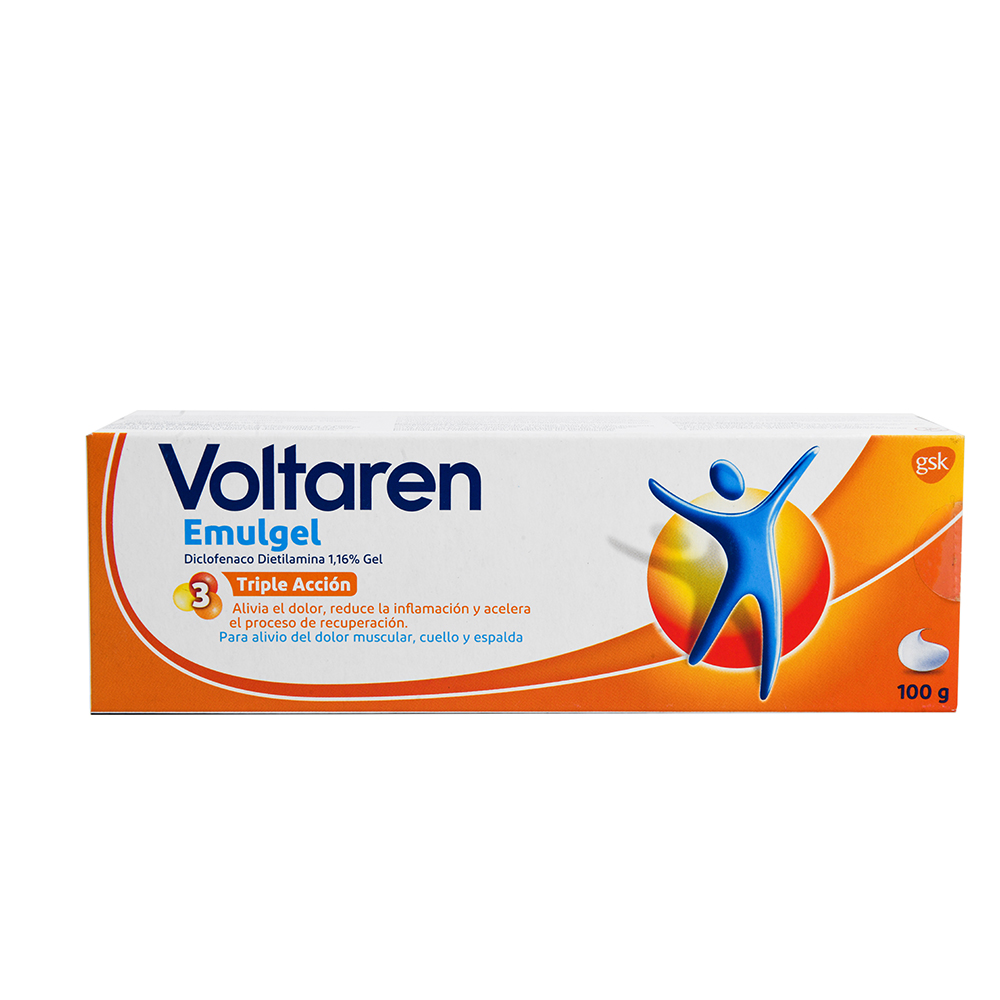 Voltaren
Emulgel
Diclofenaco Dietilamina 1,16% Gel
3
Triple Acción
Alivia el dolor, reduce la inflamación y acelera
el proceso de recuperación.
Para alivio del dolor muscular, cuello y espalda
gsk
100 g